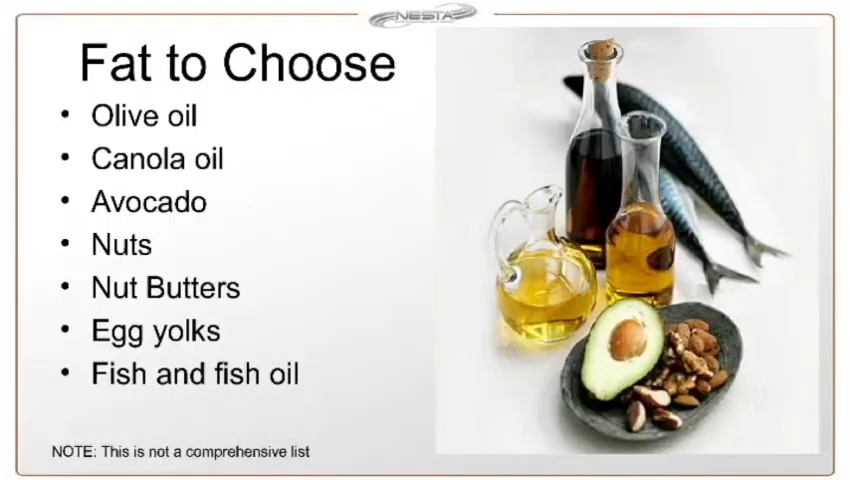 NESTA
Fat to Choose
• Olive oil
• Canola oil
• Avocado
• Nuts
• Nut Butters
• Egg yolks
• Fish and fish oil
NOTE: This is not a comprehensive list